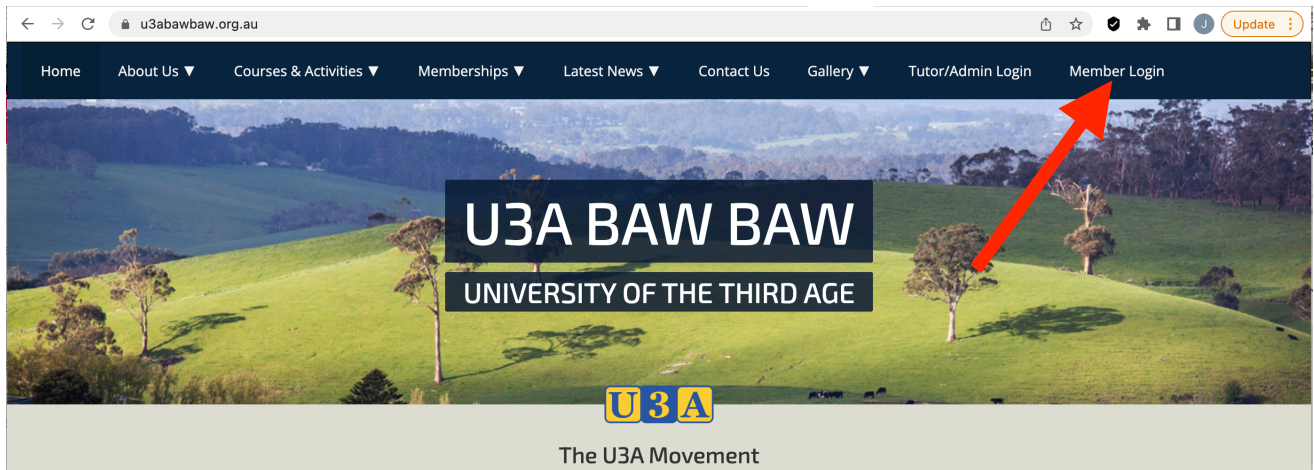 u3abawbaw.org.au
J
Update
Home About Us ▼ Courses & Activities ▼ Memberships ▼ Latest News ▼ Contact Us Gallery ▼ Tutor/Admin Login Member Login
U3A BAW BAW
UNIVERSITY OF THE THIRD AGE
U3A
The U3A Movement